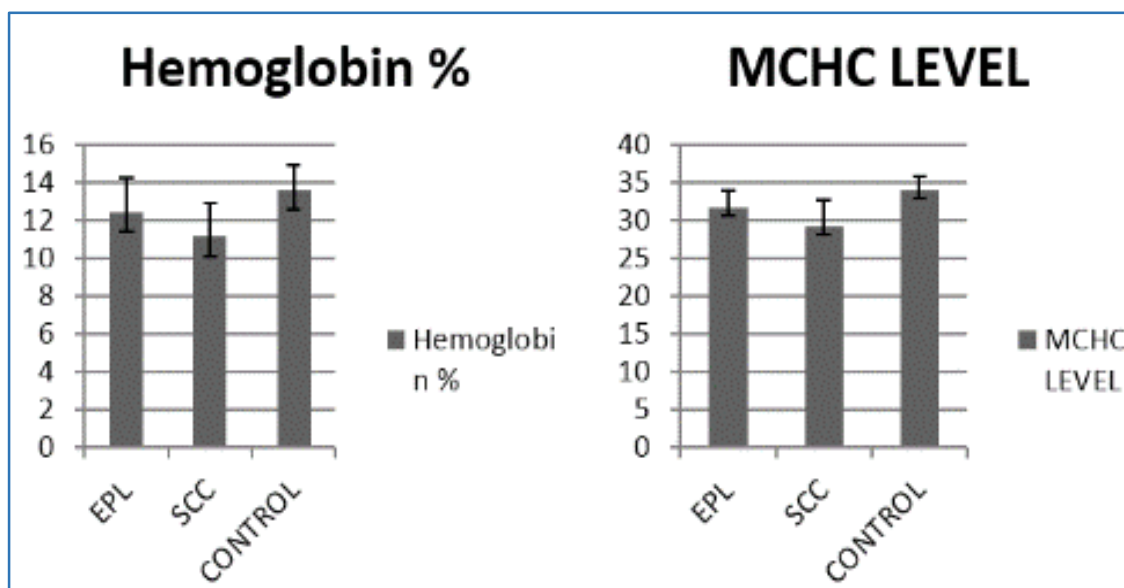 Hemoglobin %
16
14
12
10
8
6
4
2
0
EPL
SCC
CONTROL
Hemoglobi
n %
MCHC LEVEL
40
35
30
25
20
15
10
5
0
EPL
SCC
CONTROL
MCHC
LEVEL